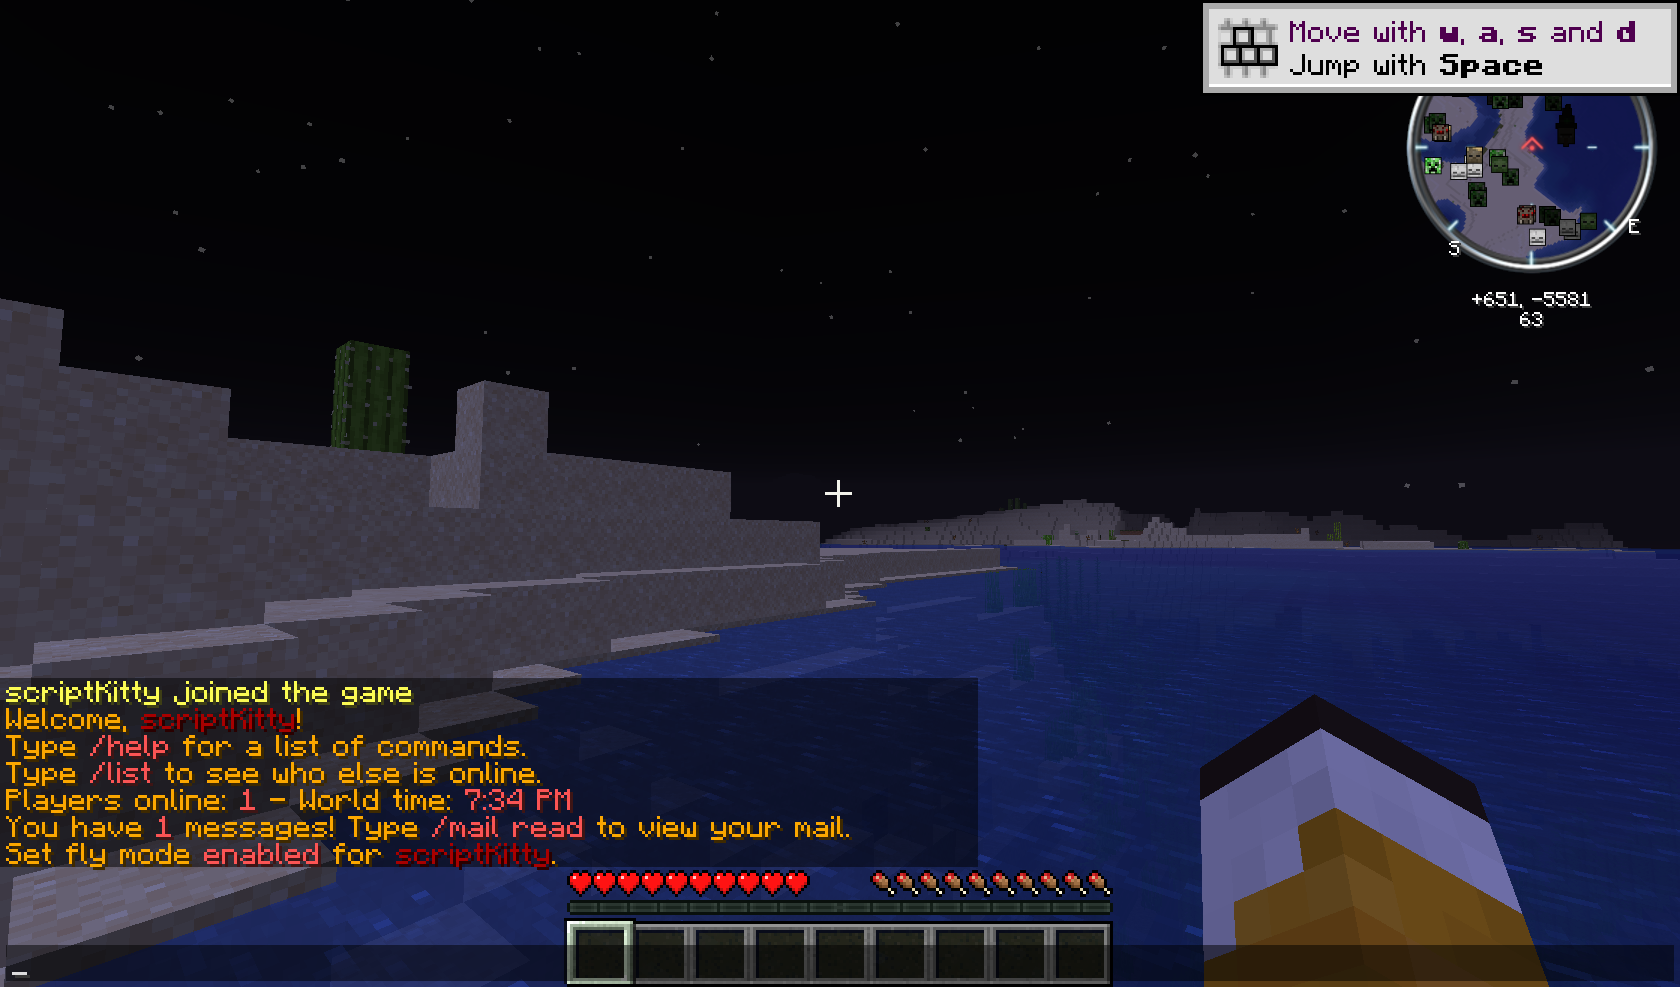 Move with w, a, s and d
Jump with Space
E
S
+651, -5581
63
scriptKitty joined the game
Welcome, scriptKitty!
Type /help for a list of commands.
Type /list to see who else is online.
Players online: 1 - World time: 7:34 PM
You have 1 messages! Type /mail read to view your mail.
Set fly mode enabled for scriptKitty.
_